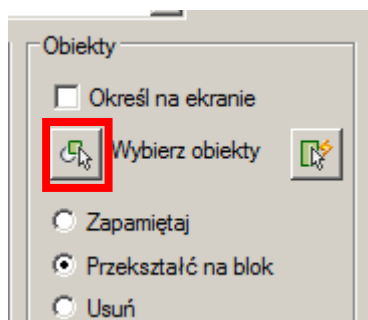 Obiekty
Określ na ekranie
Wybierz obiekty
Zapamiętaj
Przekształć na blok
Usuń